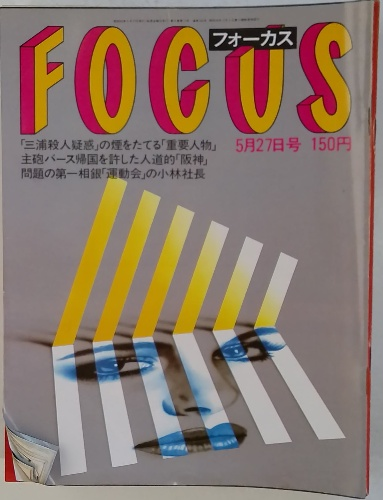 FOCUS
フォーカス
5月27日号 150円
「三浦殺人疑惑」の煙をたてる「重要人物」
主砲バース帰国を許した人道的「阪神」
問題の第一相銀「運動会」の小林社長